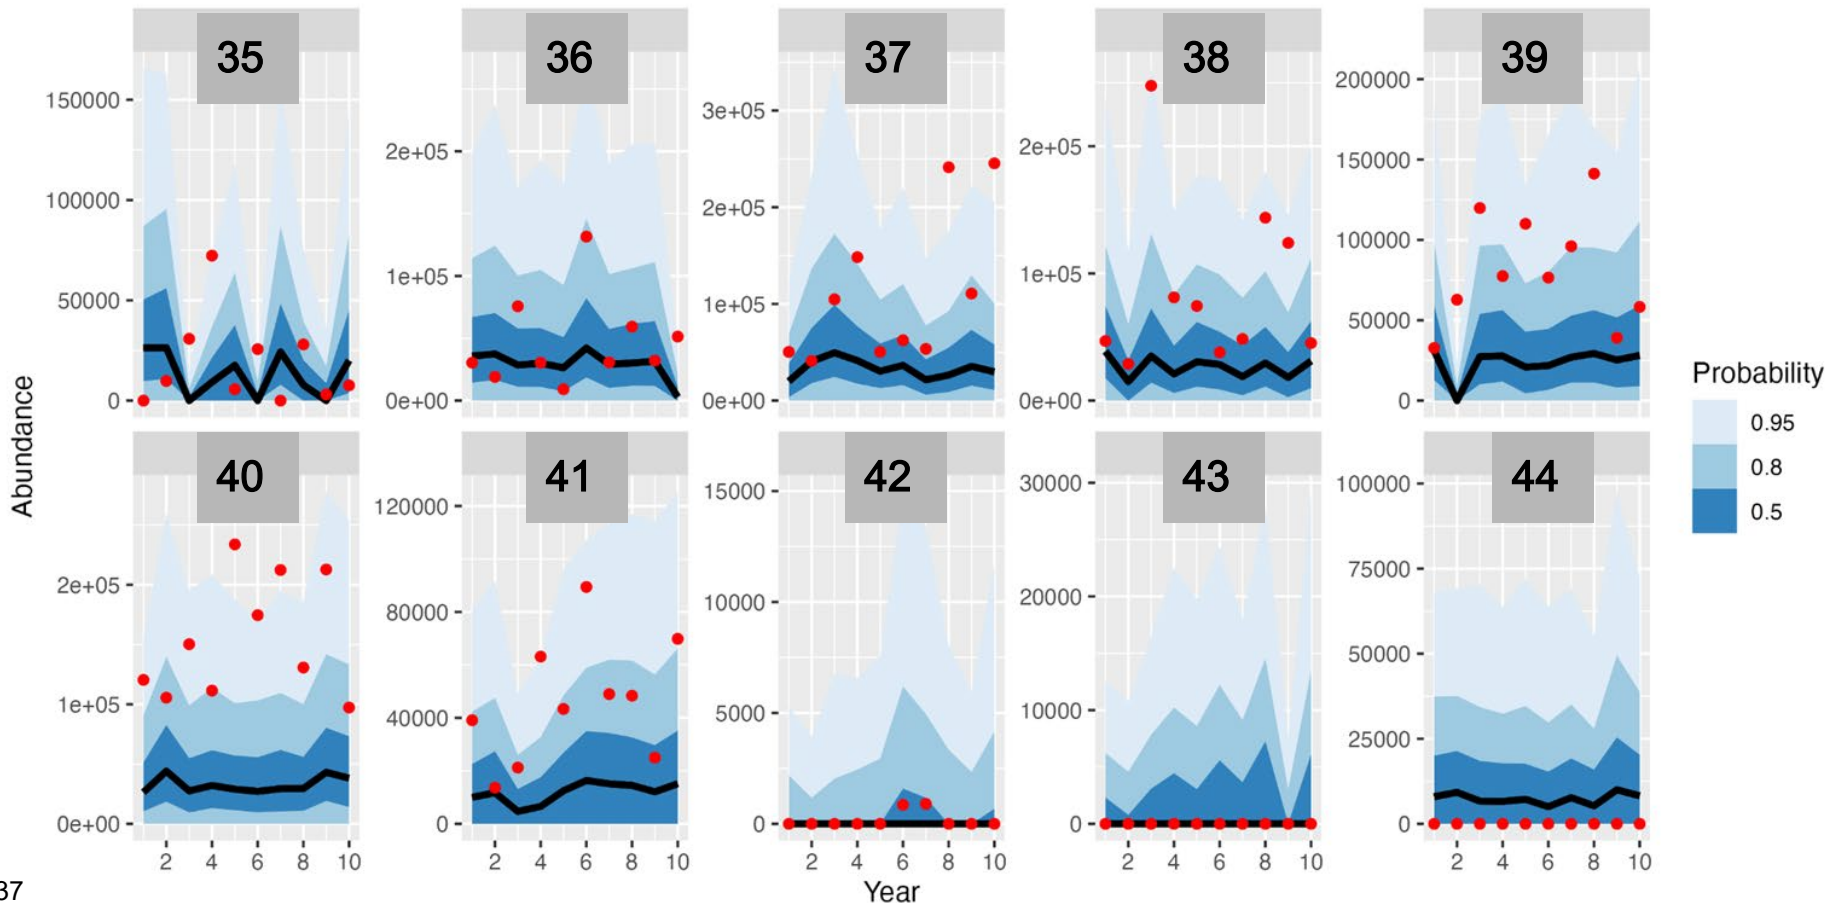 35 36 37 38 39
150000
100000
50000
0
2e+05
1e+05
0e+00
3e+05
2e+05
1e+05
0e+00
2e+05
1e+05
0e+00
200000
150000
100000
50000
0
40 41 42 43 44
2e+05
1e+05
0e+00
120000
80000
40000
0
15000
10000
5000
0
30000
20000
10000
0
100000
75000
50000
25000
0
2 4 6 8 10 2 4 6 8 10 2 4 6 8 10 2 4 6 8 10 2 4 6 8 10
Abundance
Year
Probability
0.95
0.8
0.5
37